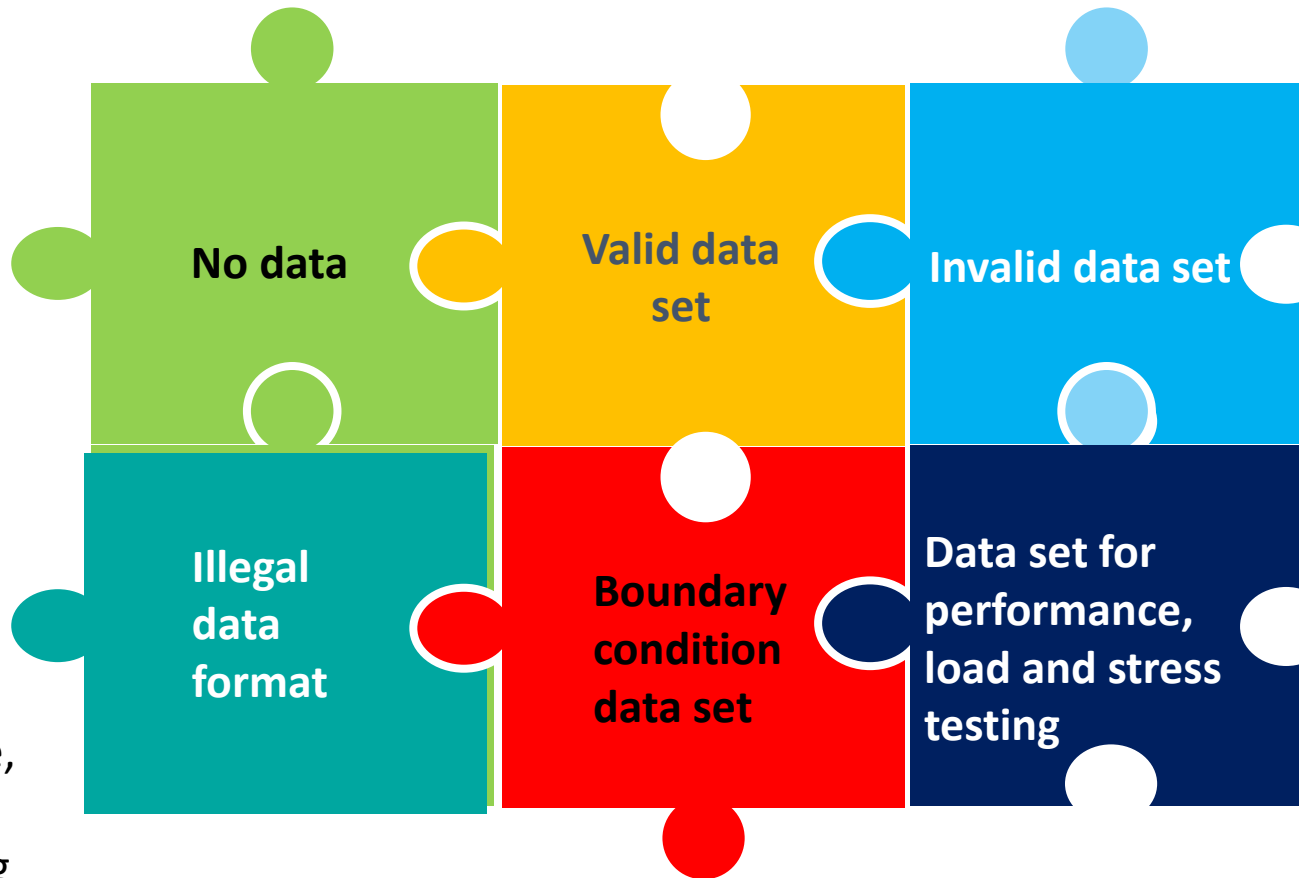 No data
Valid data
set
Invalid data set
Illegal
data
format
Boundary
condition
data set
Data set for
performance,
load and stress
testing